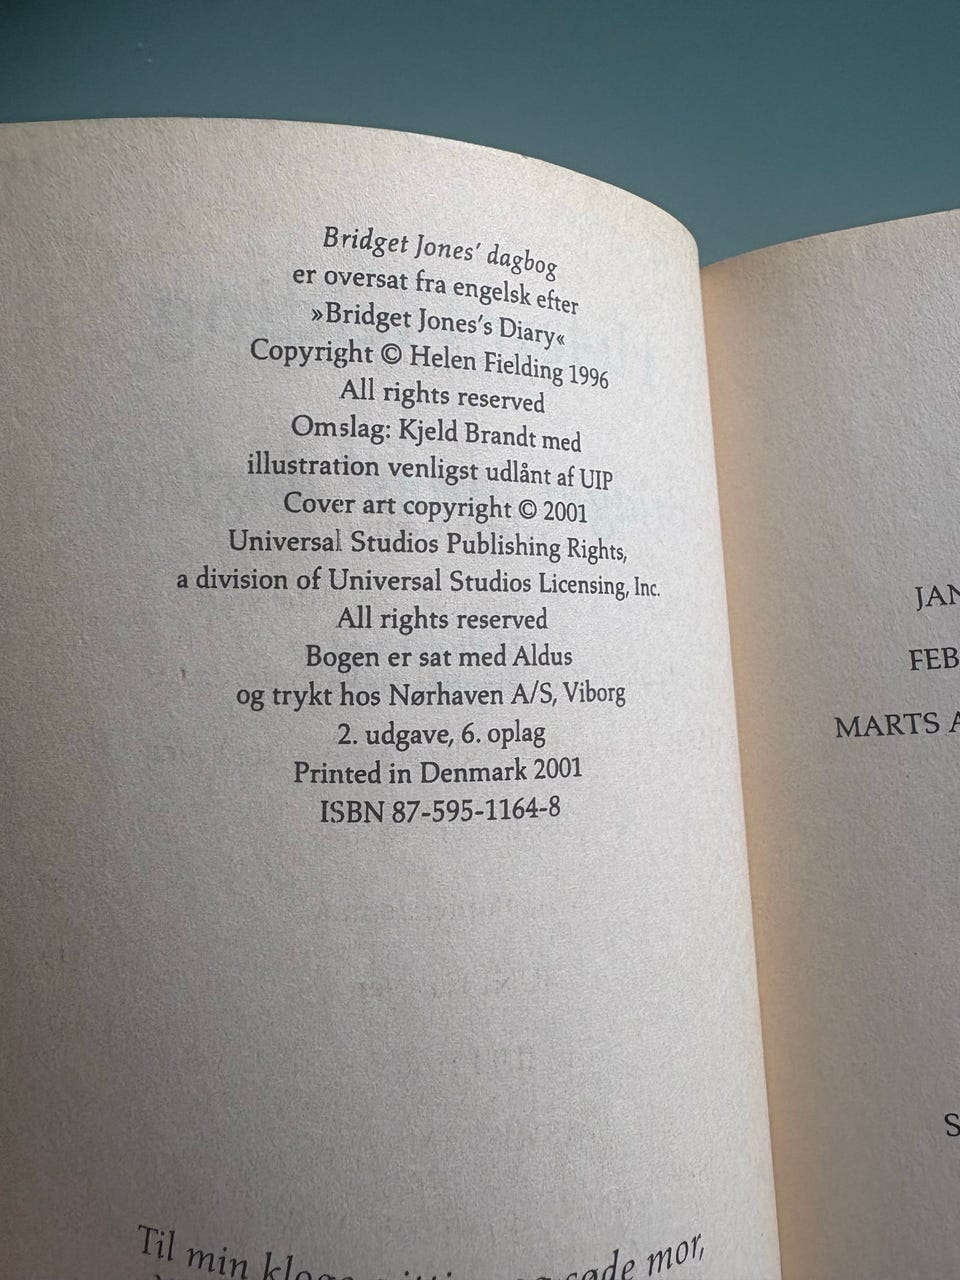 Bridget Jones' dagbog
er oversat fra engelsk efter
»Bridget Jones's Diary«
Copyright © Helen Fielding 1996
All rights reserved
Omslag: Kjeld Brandt med
illustration venligst udlånt af UIP
Cover art copyright © 2001
Universal Studios Publishing Rights,
a division of Universal Studios Licensing, Inc.
All rights reserved
Bogen er sat med Aldus
og trykt hos Nørhaven A/S, Viborg
2. udgave, 6. oplag
Printed in Denmark 2001
ISBN 87-595-1164-8
Til min søde mor,
JAN
FEB
MARTS A
S